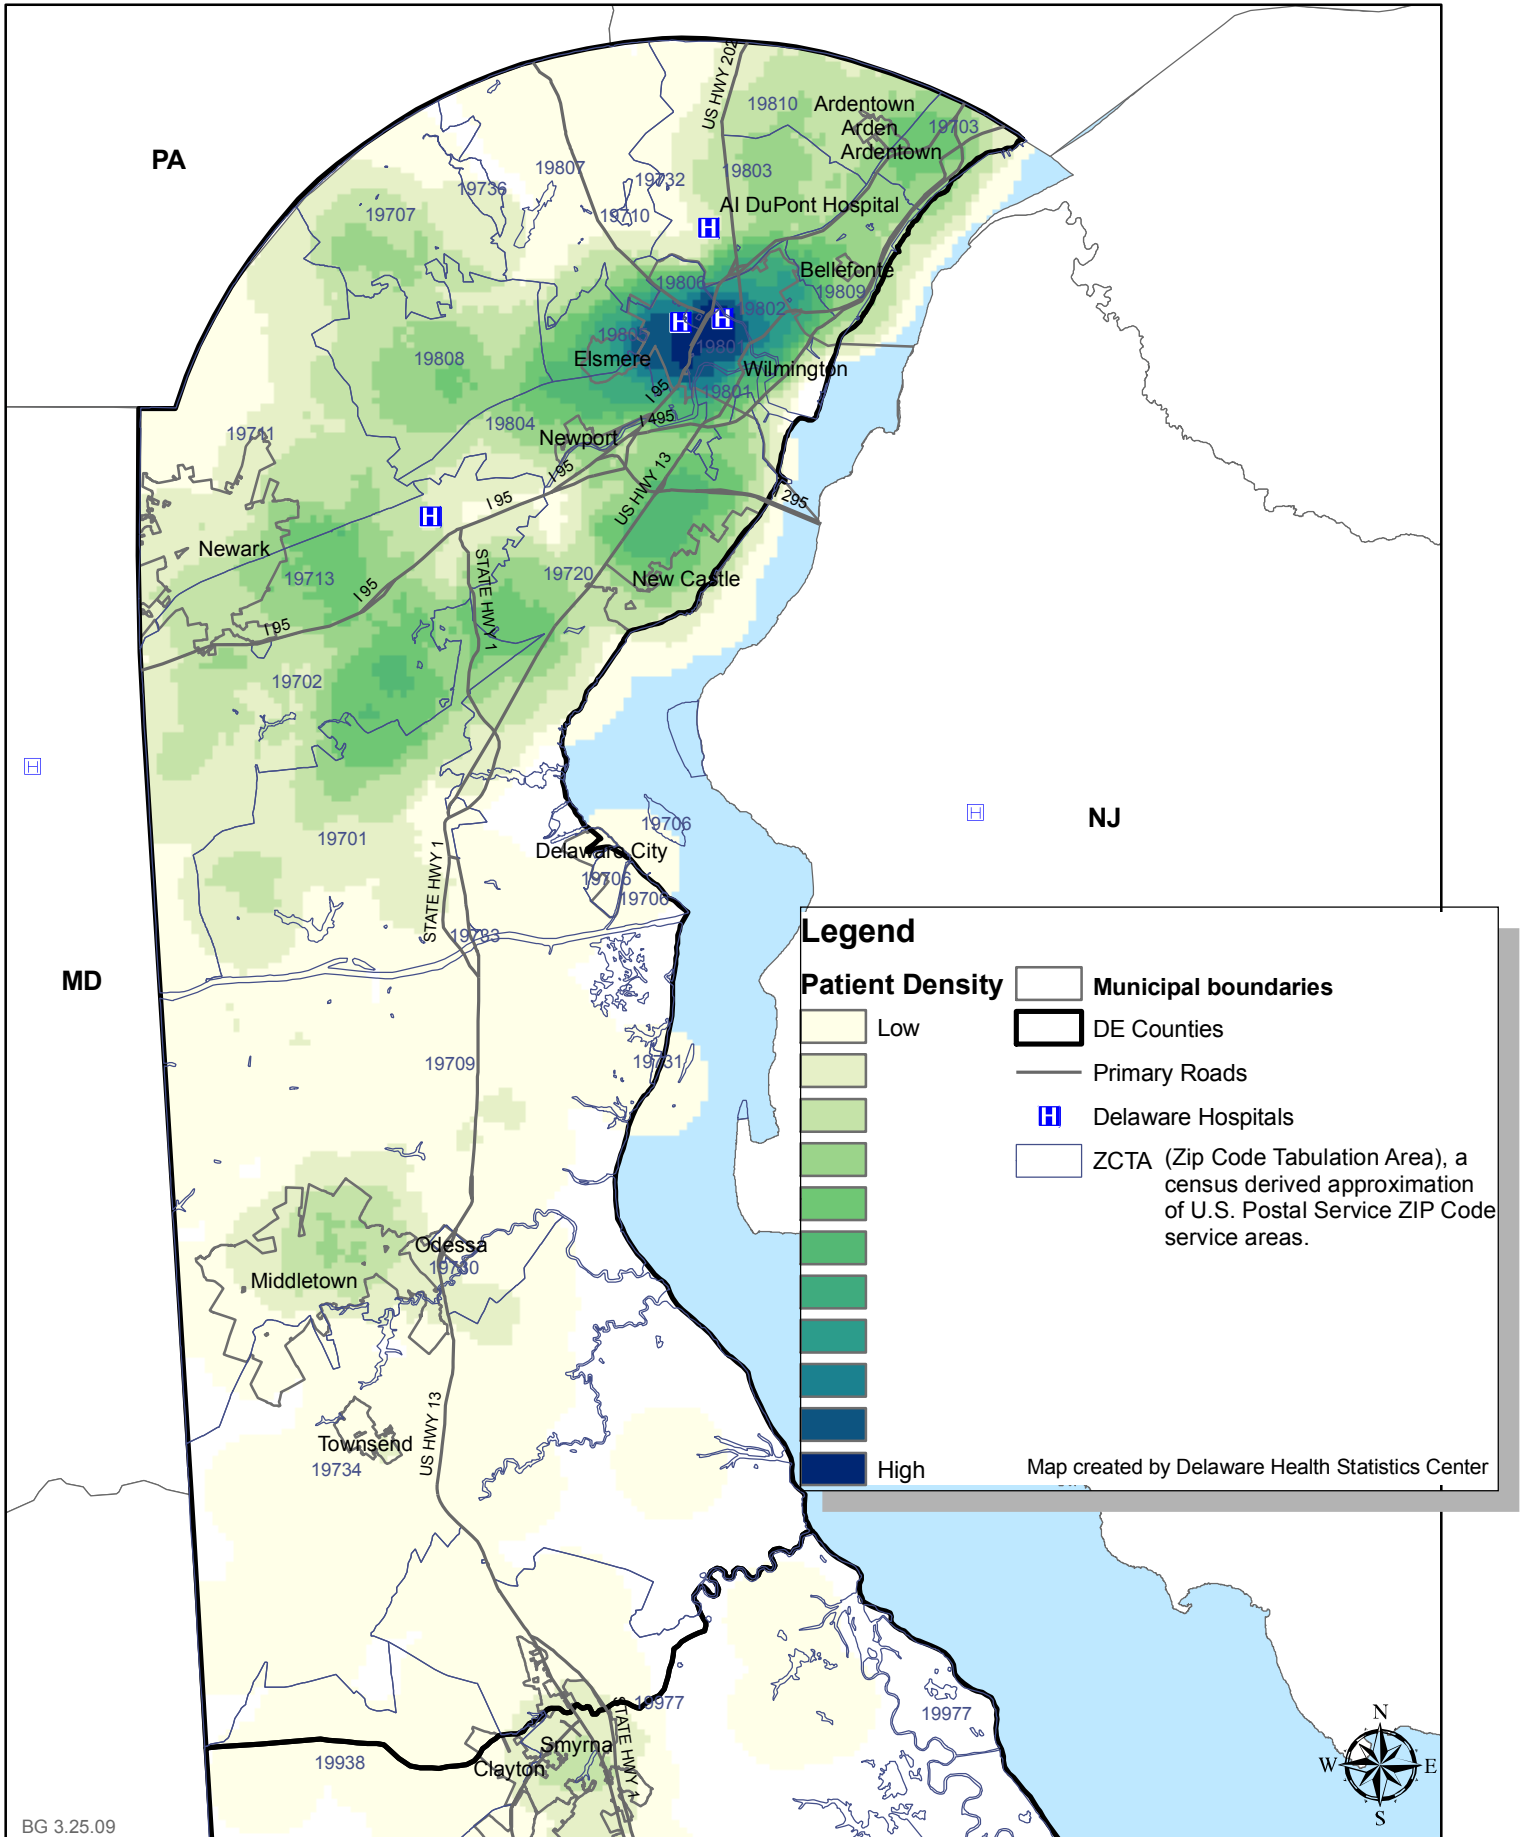 US HWY 202
19810
Ardentown
Arden
19703
Ardentown
PA
19807
19736
19732
19803
19707
19710
AI DuPont Hospital
H
Bellefonte
19806
19809
19802
H
H
19805
19801
Elsmere
19808
Wilmington
I 95
19801
I 495
19804
19711
Newport
I 95
US HWY 13
I 95
I 295
H
Newark
STATE HWY 1
19713
19720
New Castle
I 95
I 95
19702
H
H
NJ
19701
19706
Delaware City
19706
19706
STATE HWY 1
19733
MD
19709
19731
Odessa
19730
Middletown
US HWY 13
Townsend
19734
19977
19977
STATE HWY 1
Smyrna
19938
Clayton
Legend
Patient Density
Low
High
Municipal boundaries
DE Counties
Primary Roads
H Delaware Hospitals
ZCTA (Zip Code Tabulation Area), a
census derived approximation
of U.S. Postal Service ZIP Code
service areas.
Map created by Delaware Health Statistics Center
N
W E
S
BG 3.25.09